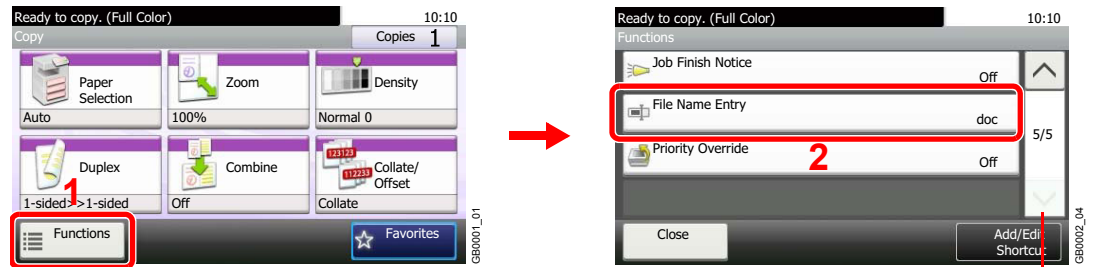 Ready to copy. (Full Color)
10:10
Copy
Copies 1
Paper
Selection
Auto
Zoom
100%
Density
Normal 0
Duplex
1-sided>>1-sided
Combine
Off
Collate/
Offset
Collate
1
Functions
Favorites
GB0001_01
Ready to copy. (Full Color)
10:10
Functions
Job Finish Notice
Off
File Name Entry
doc
5/5
Priority Override
Off
2
Close
Add/Edit
Shortcut
GB0002_04